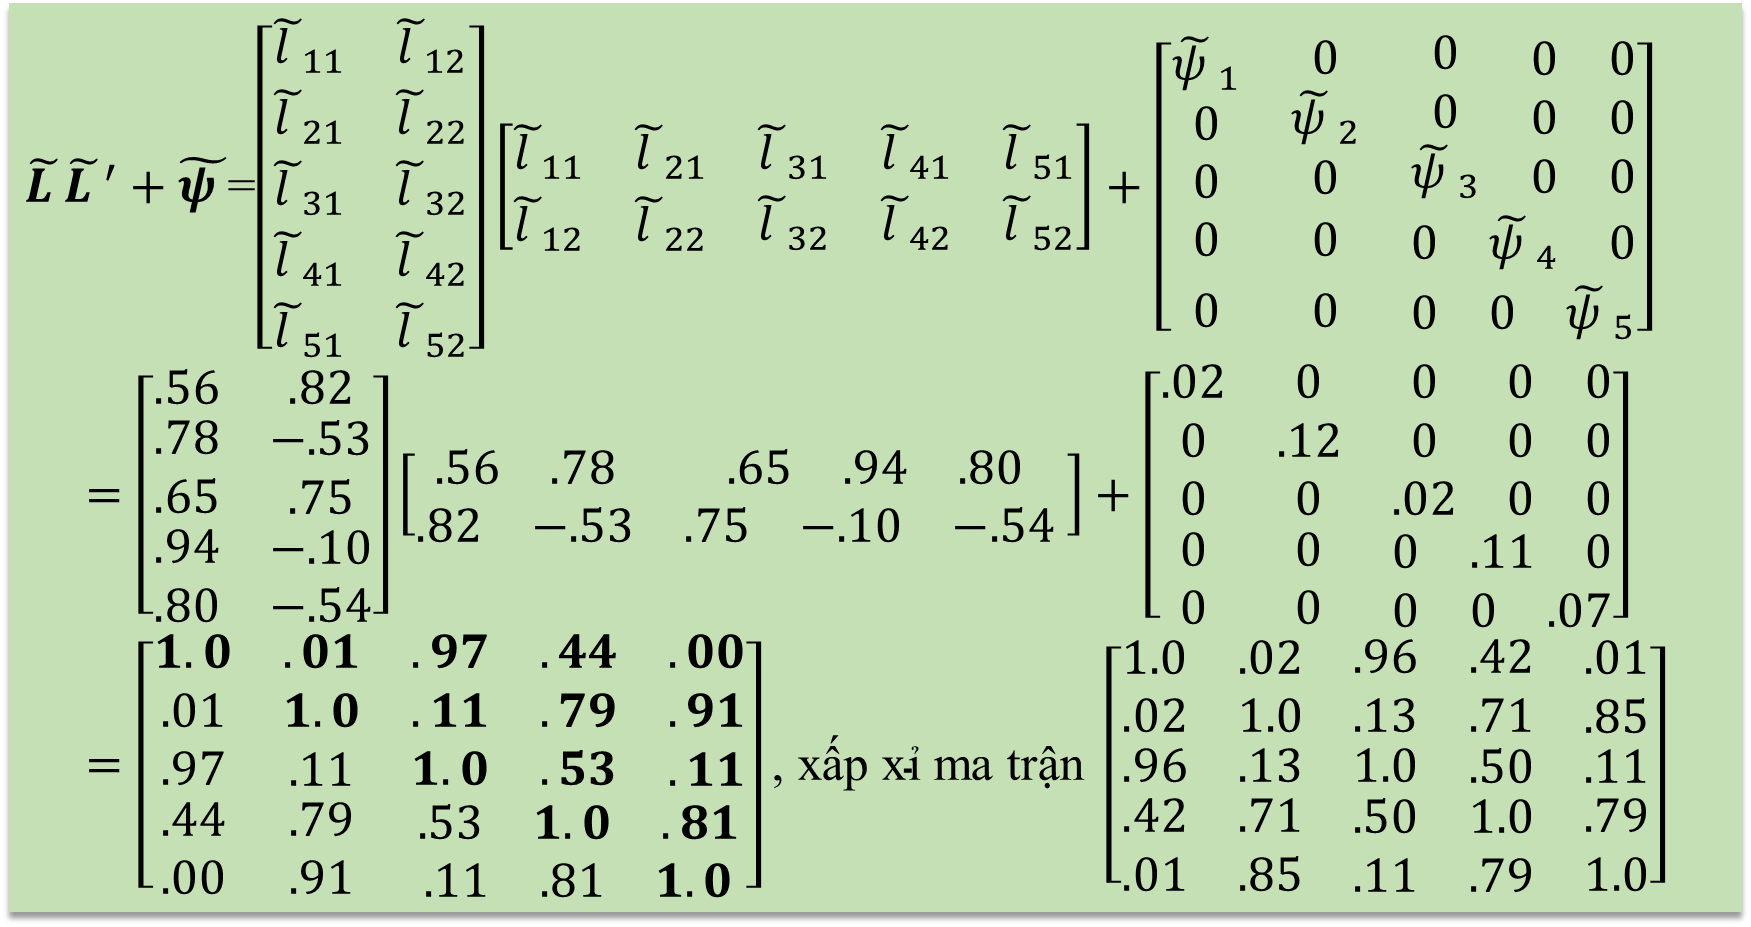 L̃ L̃ ′ + ψ̃ = [l̃ 11 l̃ 12; l̃ 21 l̃ 22; l̃ 31 l̃ 32; l̃ 41 l̃ 42; l̃ 51 l̃ 52] [l̃ 11 l̃ 21 l̃ 31 l̃ 41 l̃ 51; l̃ 12 l̃ 22 l̃ 32 l̃ 42 l̃ 52] + [ψ̃ 1 0 0 0 0; 0 ψ̃ 2 0 0 0; 0 0 ψ̃ 3 0 0; 0 0 0 ψ̃ 4 0; 0 0 0 0 ψ̃ 5]
= [.56 .82; .78 −.53; .65 .75; .94 −.10; .80 −.54] [.56 .78 .65 .94 .80; .82 −.53 .75 −.10 −.54] + [.02 0 0 0 0; 0 .12 0 0 0; 0 0 .02 0 0; 0 0 0 .11 0; 0 0 0 0 .07]
= [1.0 .01 .97 .44 .00; .01 1.0 .11 .79 .91; .97 .11 1.0 .53 .11; .44 .79 .53 1.0 .81; .00 .91 .11 .81 1.0] , xấp xỉ ma trận [1.0 .02 .96 .42 .01; .02 1.0 .13 .71 .85; .96 .13 1.0 .50 .11; .42 .71 .50 1.0 .79; .01 .85 .11 .79 1.0]